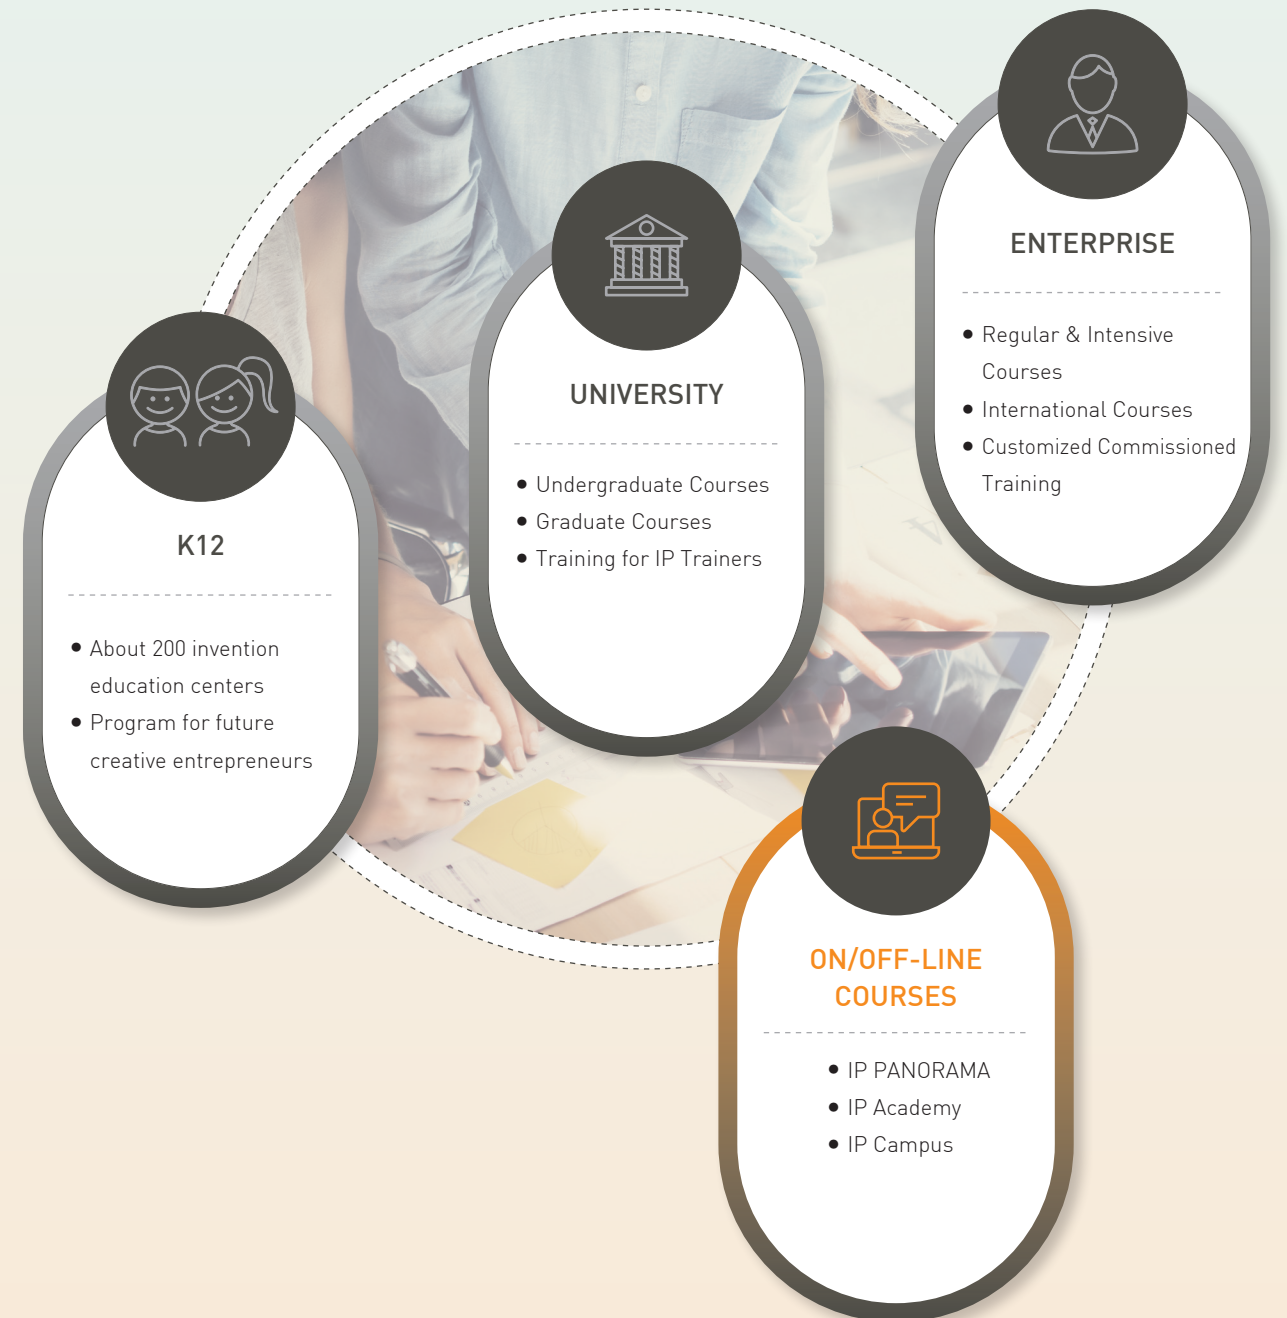 K12
• About 200 invention
education centers
• Program for future
creative entrepreneurs
UNIVERSITY
• Undergraduate Courses
• Graduate Courses
• Training for IP Trainers
ENTERPRISE
• Regular & Intensive
Courses
• International Courses
• Customized Commissioned
Training
ON/OFF-LINE
COURSES
• IP PANORAMA
• IP Academy
• IP Campus